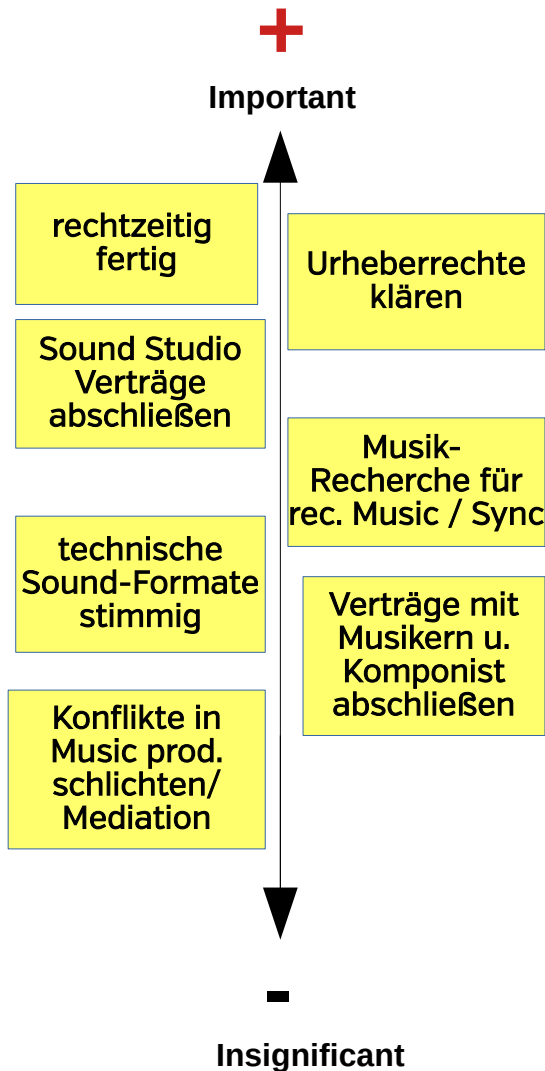 +
Important
rechtzeitig
fertig
Urheberrechte
klären
Sound Studio
Verträge
abschließen
Musik-
Recherche für
rec. Music / Sync
technische
Sound-Formate
stimmig
Verträge mit
Musikern u.
Komponist
abschließen
Konflikte in
Music prod.
schlichten/
Mediation
-
Insignificant